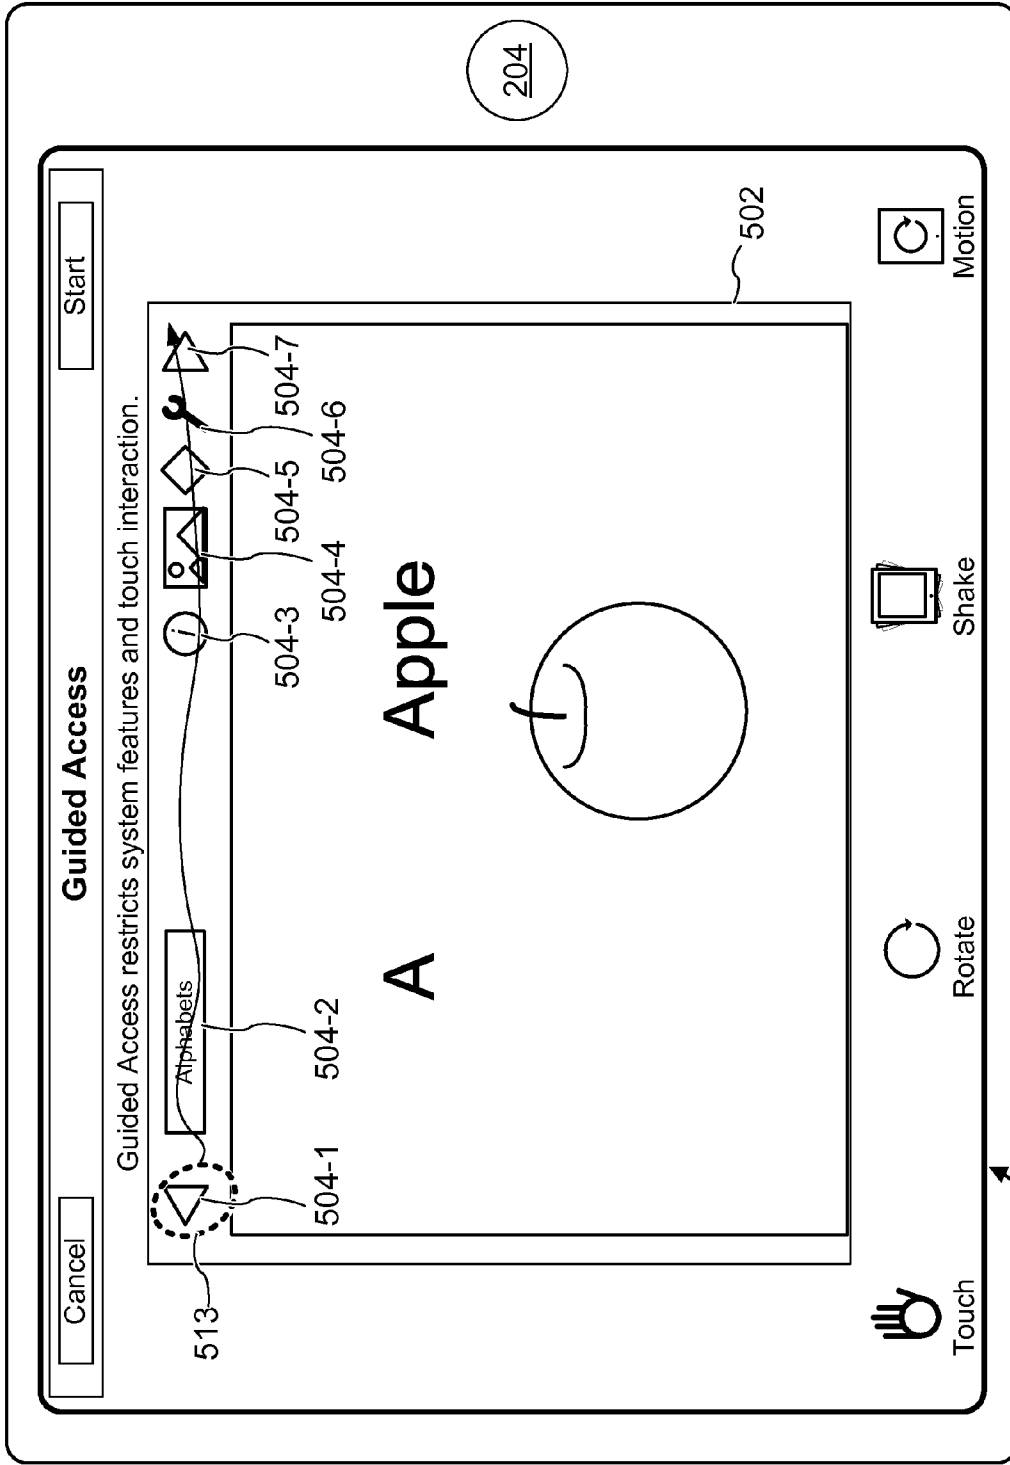 Cancel
Guided Access
Start
Guided Access restricts system features and touch interaction.
513
Alphabets
504-1
504-2
504-3
504-4
504-5
504-6
504-7
A
Apple
i
502
204
Touch
Rotate
Shake
Motion